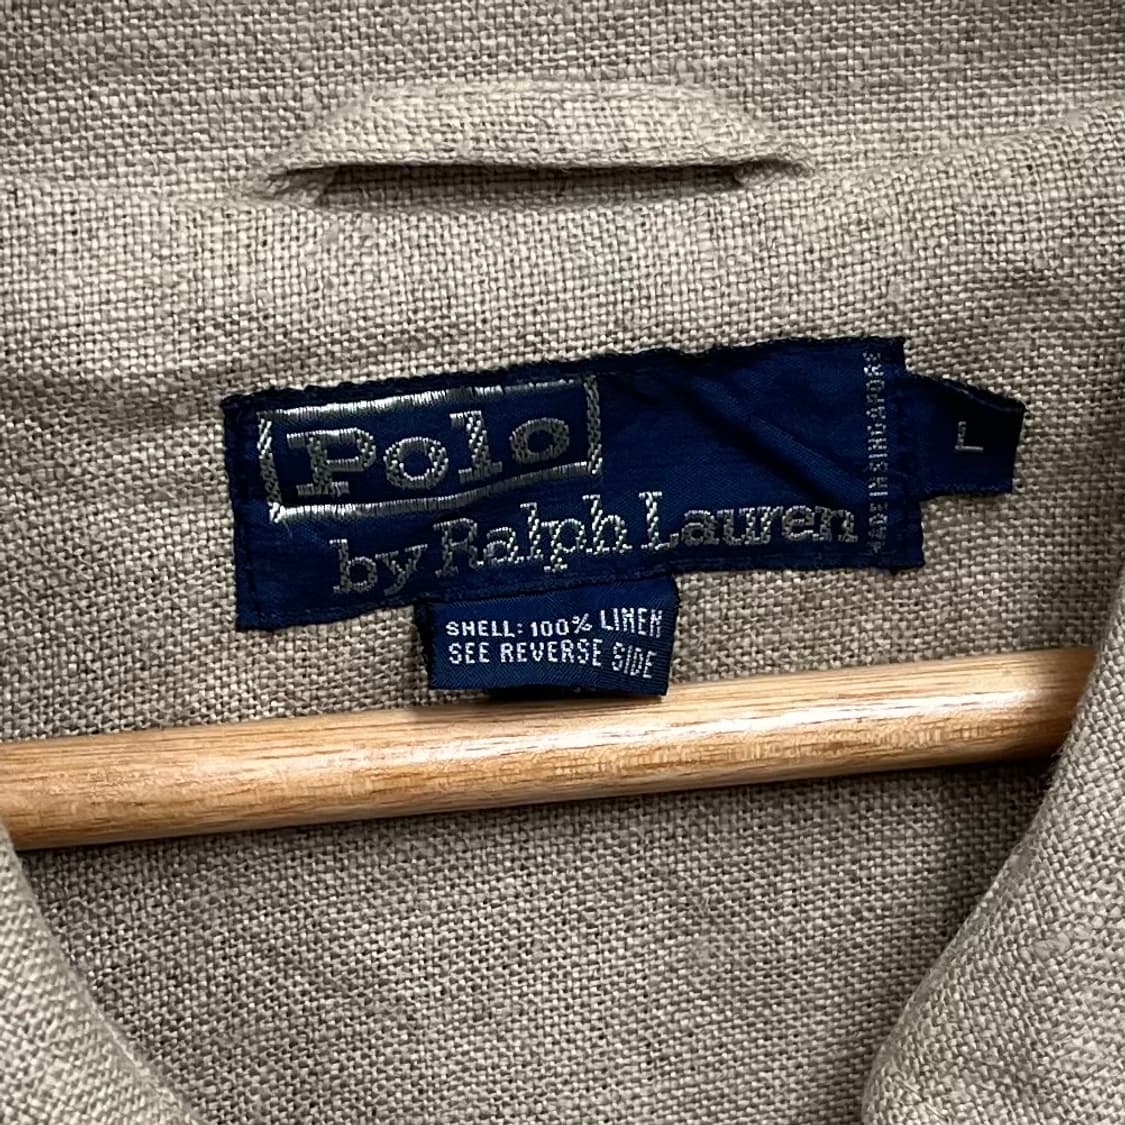 Polo
by Ralph Lauren
MADE IN SINGAPORE
L
SHELL: 100% LINEN
SEE REVERSE SIDE